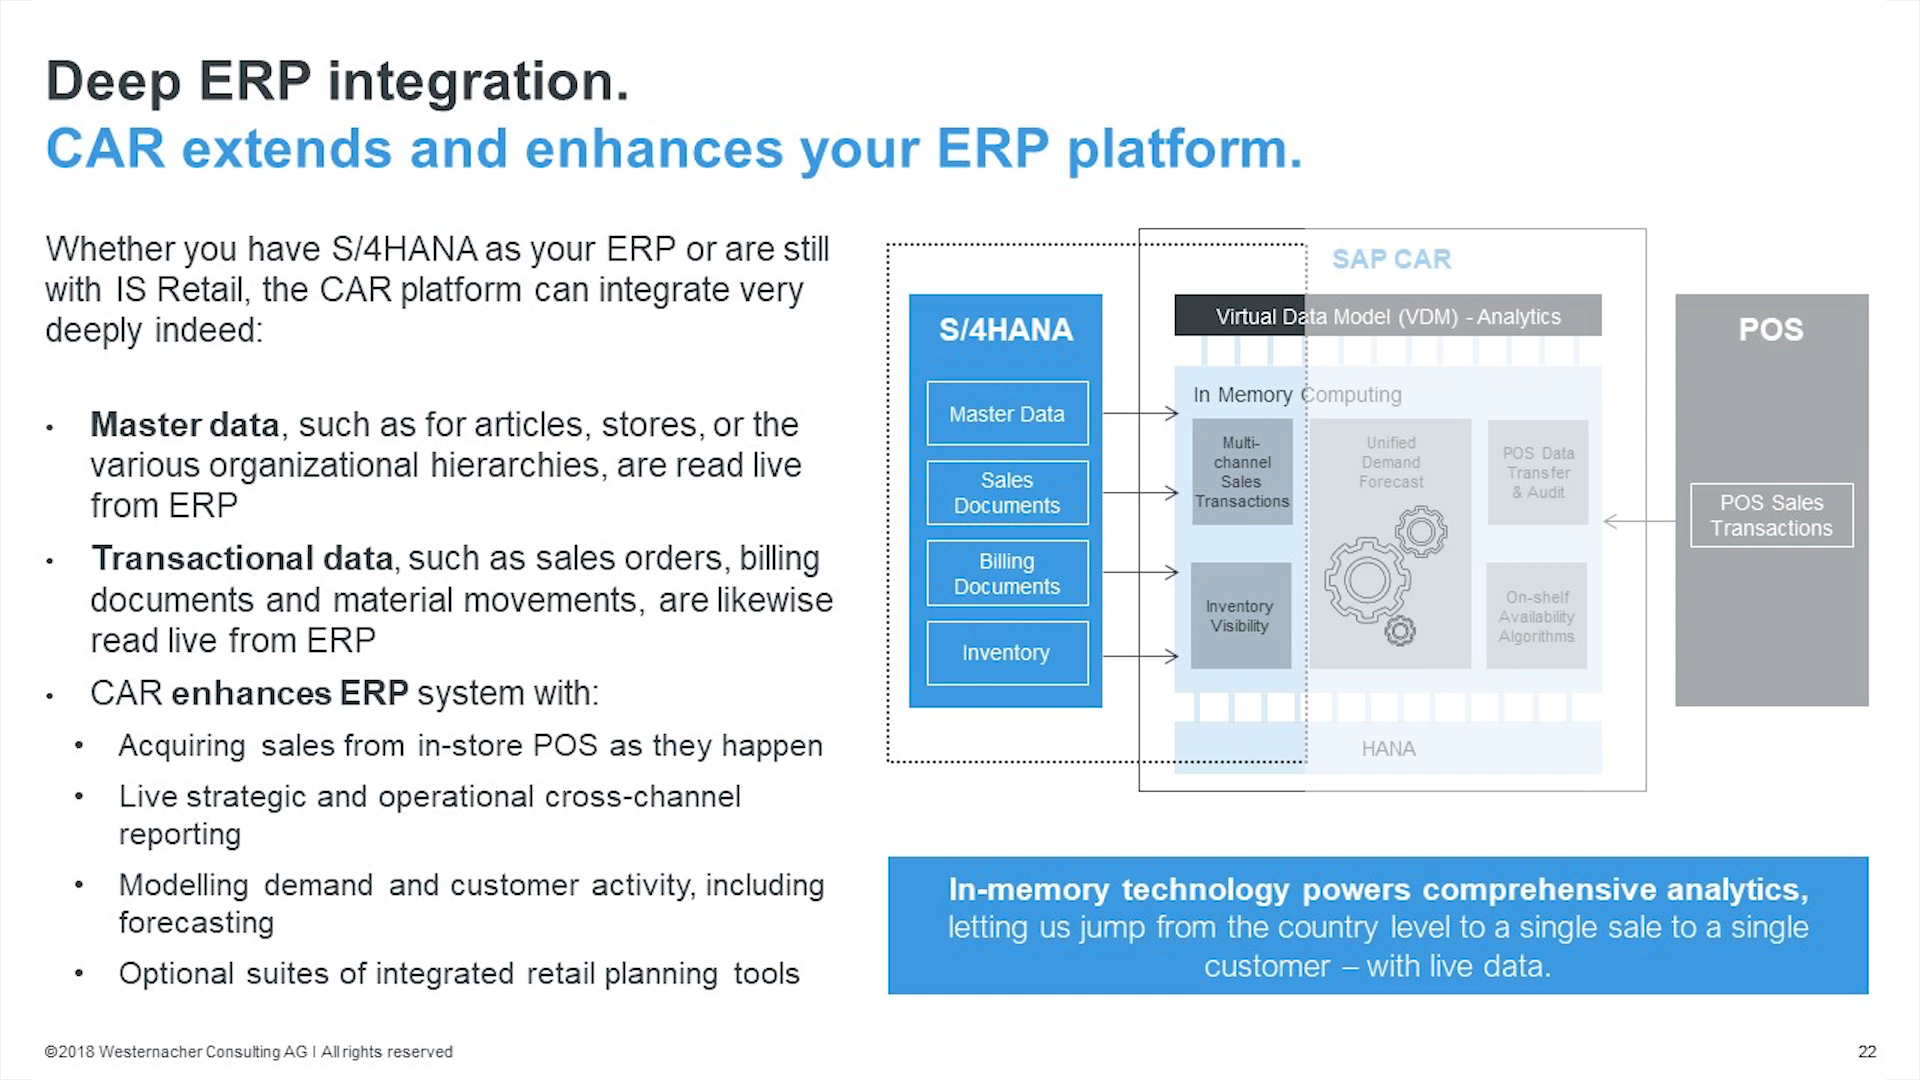 Deep ERP integration.
CAR extends and enhances your ERP platform.
Whether you have S/4HANA as your ERP or are still
with IS Retail, the CAR platform can integrate very
deeply indeed:
• Master data, such as for articles, stores, or the
various organizational hierarchies, are read live
from ERP
• Transactional data, such as sales orders, billing
documents and material movements, are likewise
read live from ERP
• CAR enhances ERP system with:
• Acquiring sales from in-store POS as they happen
• Live strategic and operational cross-channel
reporting
• Modelling demand and customer activity, including
forecasting
• Optional suites of integrated retail planning tools
S/4HANA
Master Data
Sales
Documents
Billing
Documents
Inventory
SAP CAR
Virtual Data Model (VDM) - Analytics
In Memory Computing
Multi-
channel
Sales
Transactions
Unified
Demand
Forecast
POS Data
Transfer
& Audit
Inventory
Visibility
On-shelf
Availability
Algorithms
HANA
POS
POS Sales
Transactions
In-memory technology powers comprehensive analytics,
letting us jump from the country level to a single sale to a single
customer – with live data.
©2018 Westernacher Consulting AG I All rights reserved
22